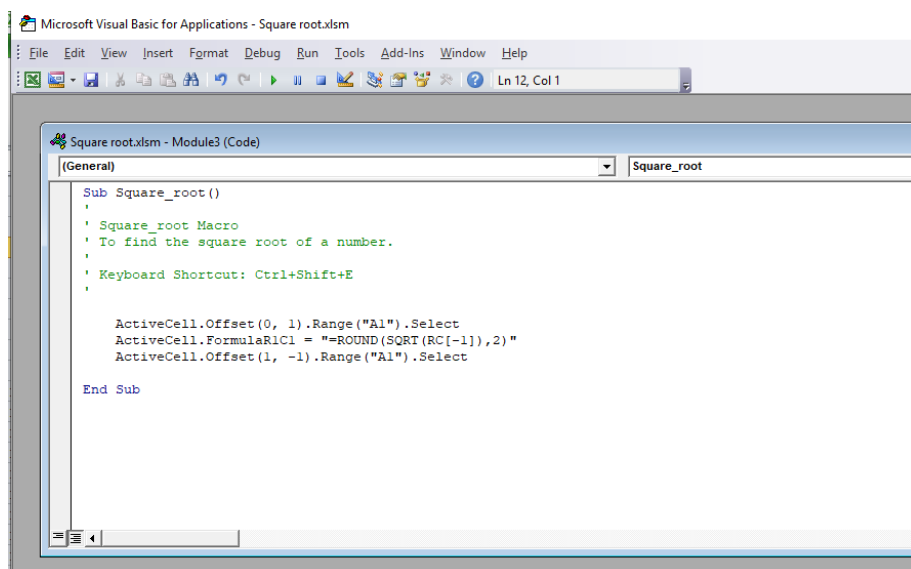 Microsoft Visual Basic for Applications - Square root.xlsm
File Edit View Insert Format Debug Run Tools Add-Ins Window Help
Ln 12, Col 1
Square root.xlsm - Module3 (Code)
(General) Square_root
Sub Square_root()
'
' Square_root Macro
' To find the square root of a number.
'
' Keyboard Shortcut: Ctrl+Shift+E
'
ActiveCell.Offset(0, 1).Range("A1").Select
ActiveCell.FormulaR1C1 = "=ROUND(SQRT(RC[-1]),2)"
ActiveCell.Offset(1, -1).Range("A1").Select
End Sub